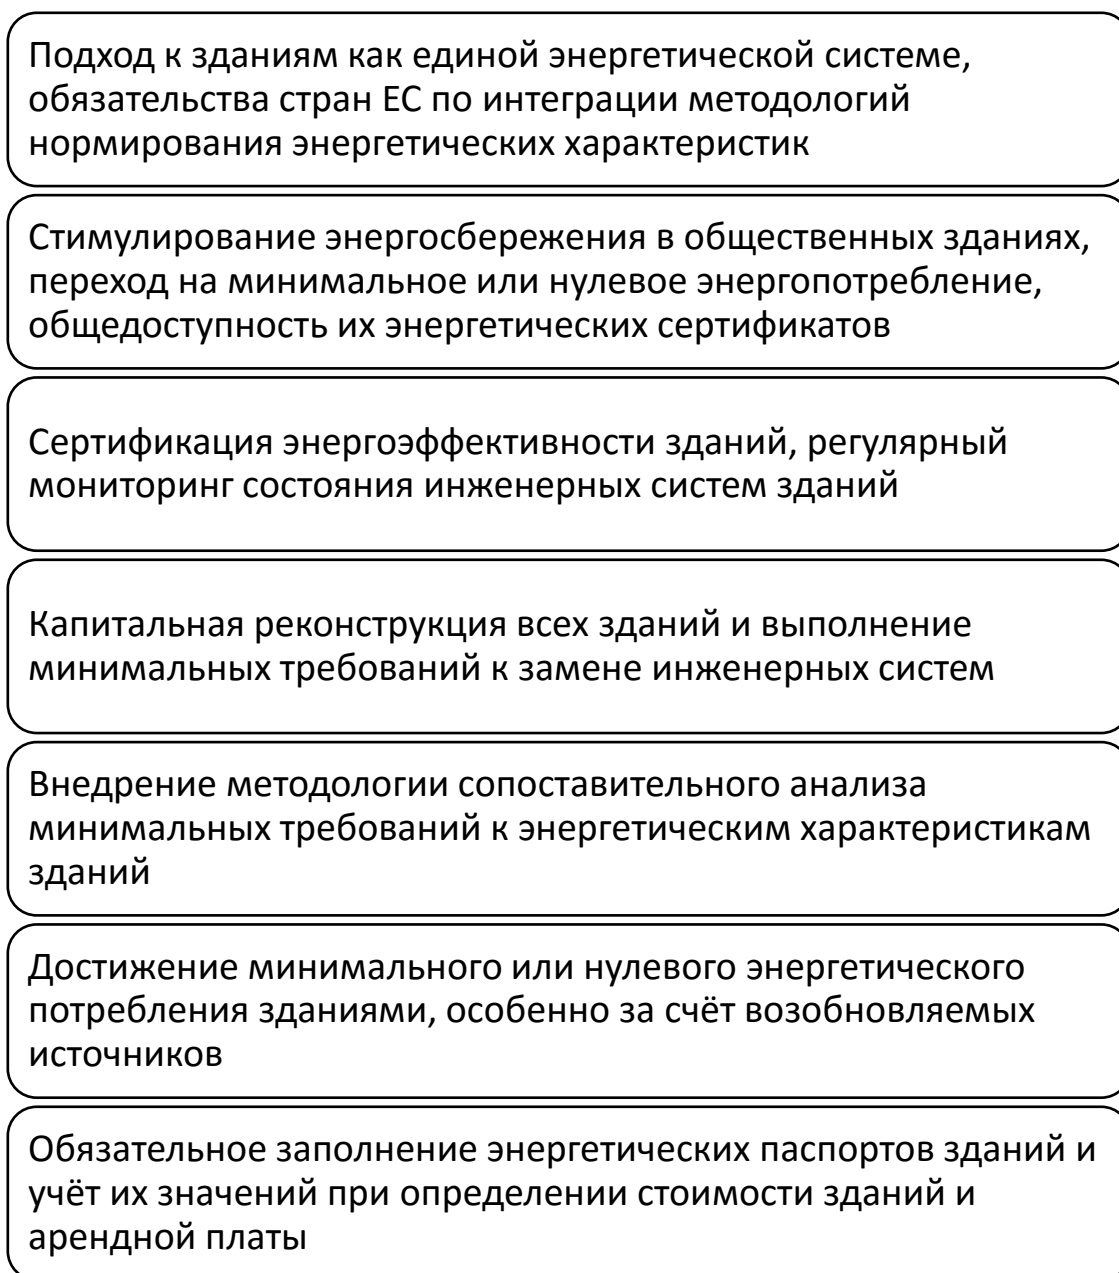 Подход к зданиям как единой энергетической системе,
обязательства стран ЕС по интеграции методологий
нормирования энергетических характеристик
Стимулирование энергосбережения в общественных зданиях,
переход на минимальное или нулевое энергопотребление,
общедоступность их энергетических сертификатов
Сертификация энергоэффективности зданий, регулярный
мониторинг состояния инженерных систем зданий
Капитальная реконструкция всех зданий и выполнение
минимальных требований к замене инженерных систем
Внедрение методологии сопоставительного анализа
минимальных требований к энергетическим характеристикам
зданий
Достижение минимального или нулевого энергетического
потребления зданиями, особенно за счёт возобновляемых
источников
Обязательное заполнение энергетических паспортов зданий и
учёт их значений при определении стоимости зданий и
арендной платы